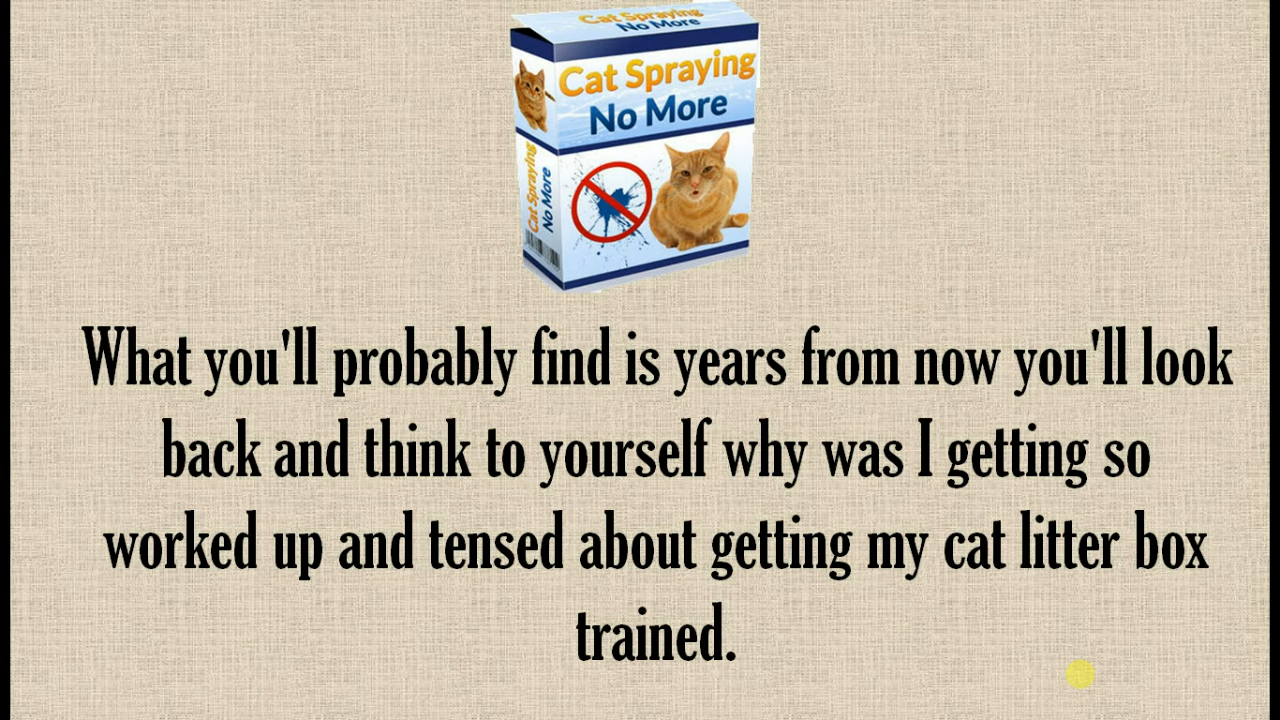 Cat Spraying
No More
Cat Spraying
No More
Cat Spraying
No More
What you'll probably find is years from now you'll look
back and think to yourself why was I getting so
worked up and tensed about getting my cat litter box
trained.